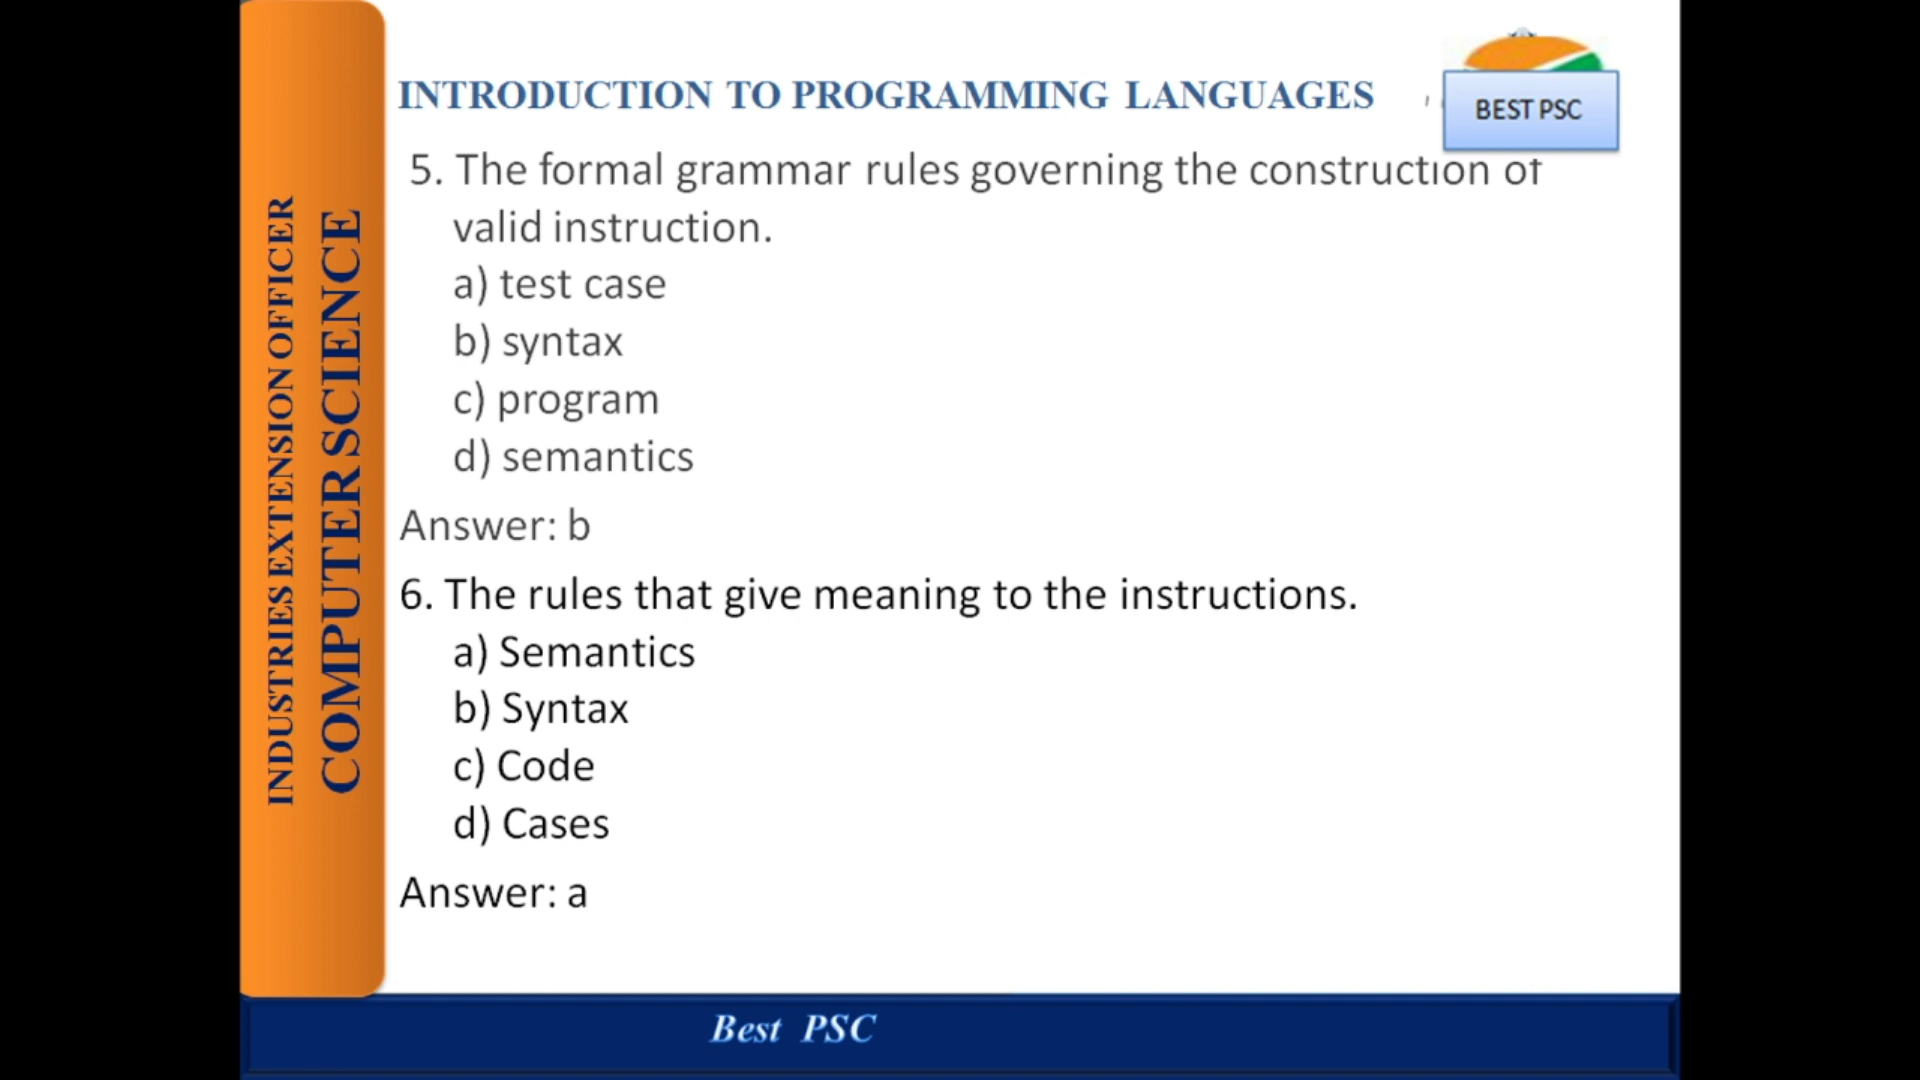 INDUSTRIES EXTENSION OFFICER
COMPUTER SCIENCE
INTRODUCTION TO PROGRAMMING LANGUAGES
BEST PSC
5. The formal grammar rules governing the construction of
valid instruction.
a) test case
b) syntax
c) program
d) semantics
Answer: b
6. The rules that give meaning to the instructions.
a) Semantics
b) Syntax
c) Code
d) Cases
Answer: a
Best PSC